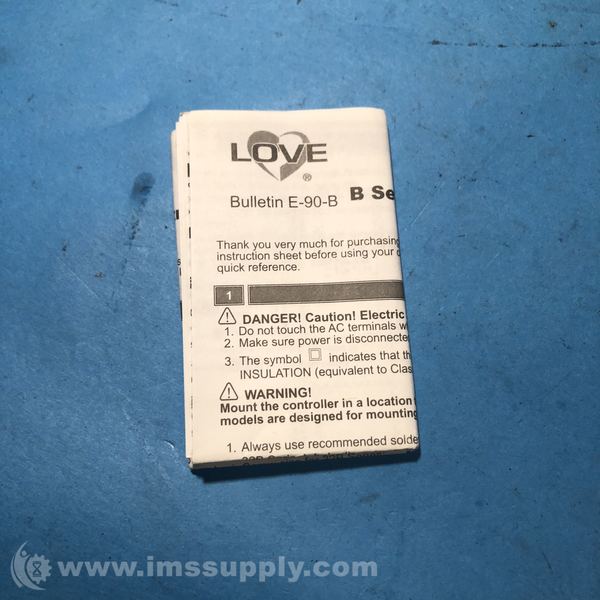 LOVE
®
Bulletin E-90-B B Se
Thank you very much for purchasing
instruction sheet before using your
quick reference.
1
DANGER! Caution! Electric
1. Do not touch the AC terminals w
2. Make sure power is disconnecte
3. The symbol indicates that th
INSULATION (equivalent to Clas
WARNING!
Mount the controller in a location
models are designed for mounting
1. Always use recommended solde
www.imssupply.com